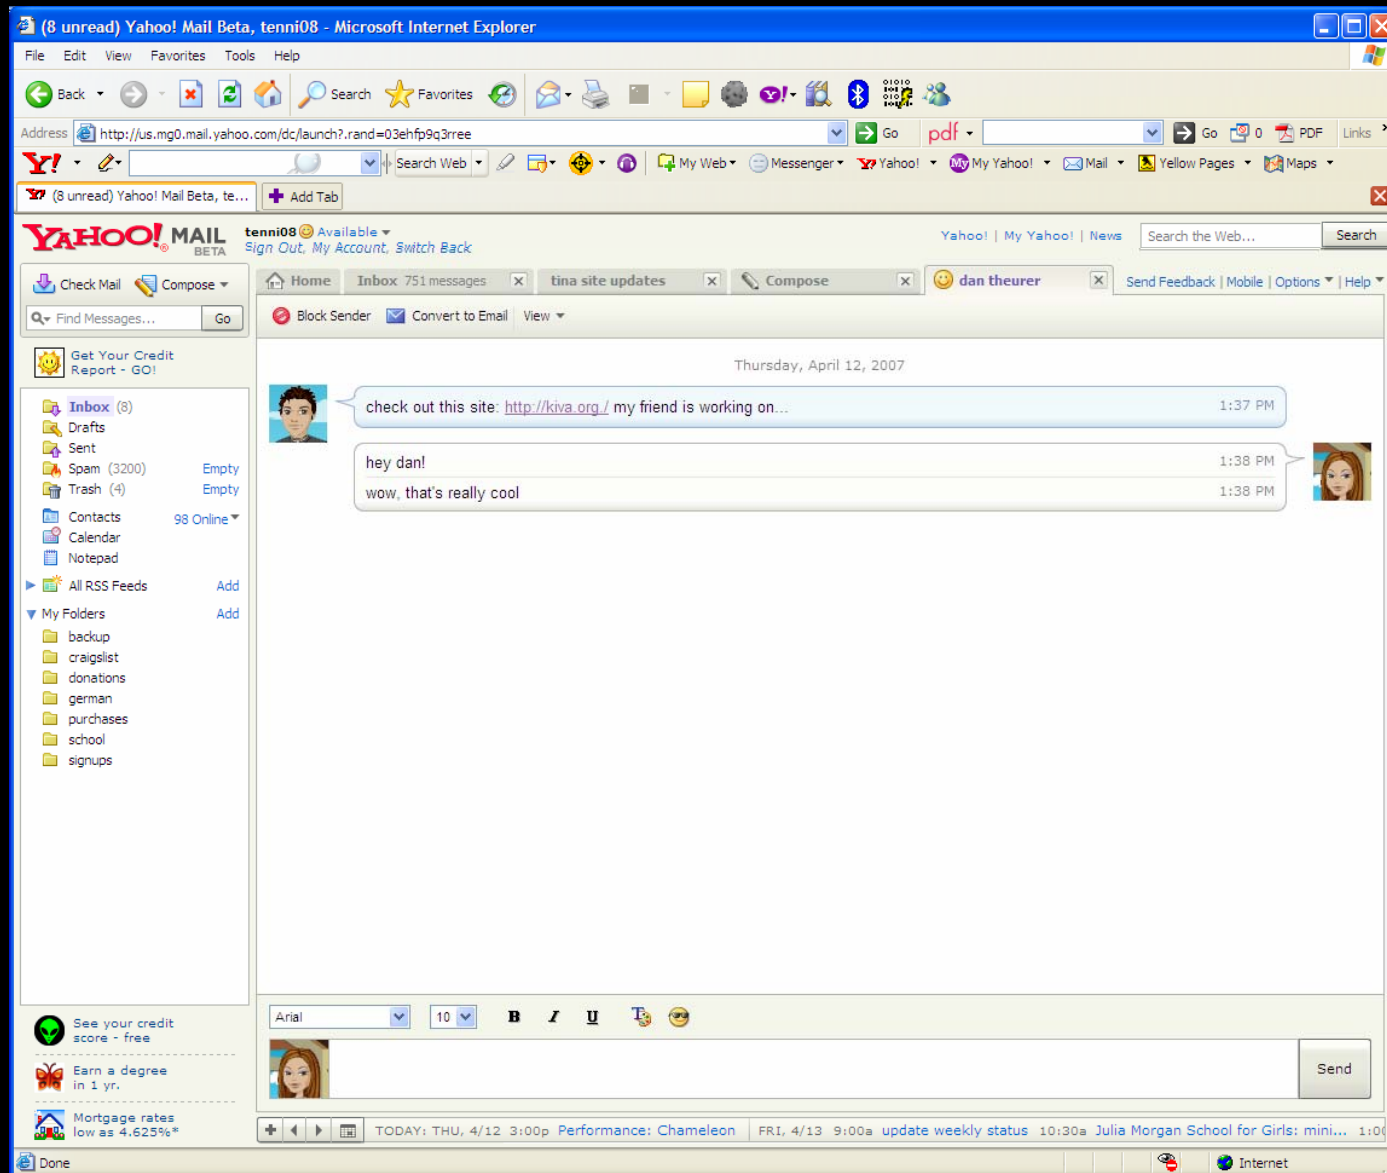 (8 unread) Yahoo! Mail Beta, tenni08 - Microsoft Internet Explorer
File Edit View Favorites Tools Help
Back Search Favorites
Address http://us.mg0.mail.yahoo.com/dc/launch?.rand=03ehfp9q3rree Go pdf Go 0 PDF Links
Y! Search Web My Web Messenger Yahoo! My Yahoo! Mail Yellow Pages Maps
(8 unread) Yahoo! Mail Beta, te... Add Tab
YAHOO! MAIL BETA
tenni08 Available
Sign Out, My Account, Switch Back
Yahoo! | My Yahoo! | News Search the Web... Search
Check Mail Compose
Home Inbox 751 messages tina site updates Compose dan theurer Send Feedback | Mobile | Options | Help
Find Messages... Go
Block Sender Convert to Email View
Get Your Credit
Report - GO!
Inbox (8)
Drafts
Sent
Spam (3200) Empty
Trash (4) Empty
Contacts 98 Online
Calendar
Notepad
All RSS Feeds Add
My Folders Add
backup
craigslist
donations
german
purchases
school
signups
Thursday, April 12, 2007
check out this site: http://kiva.org./ my friend is working on... 1:37 PM
hey dan! 1:38 PM
wow, that's really cool 1:38 PM
See your credit
score - free
Earn a degree
in 1 yr.
Mortgage rates
low as 4.625%*
Arial 10 B I U
Send
TODAY: THU, 4/12 3:00p Performance: Chameleon FRI, 4/13 9:00a update weekly status 10:30a Julia Morgan School for Girls: mini... 1:00
Done Internet